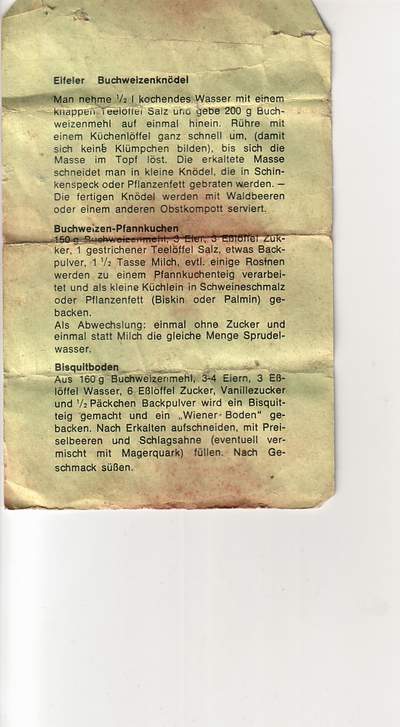 Eifeler Buchweizenknödel
Man nehme 1/2 l kochendes Wasser mit einem
knappen Teelöffel Salz und gebe 200 g Buch-
weizenmehl auf einmal hinein. Rühre mit
einem Küchenlöffel ganz schnell um, (damit
sich keine Klümpchen bilden), bis sich die
Masse im Topf löst. Die erkaltete Masse
schneidet man in kleine Knödel, die in Schin-
kenspeck oder Pflanzenfett gebraten werden. —
Die fertigen Knödel werden mit Waldbeeren
oder einem anderen Obstkompott serviert.
Buchweizen-Pfannkuchen
150 g Buchweizenmehl, 3 Eier, 3 Eßlöffel Zuk-
ker, 1 gestrichener Teelöffel Salz, etwas Back-
pulver, 1 1/2 Tasse Milch, evtl. einige Rosinen
werden zu einem Pfannkuchenteig verarbei-
tet und als kleine Küchlein in Schweineschmalz
oder Pflanzenfett (Biskin oder Palmin) ge-
backen.
Als Abwechslung: einmal ohne Zucker und
einmal statt Milch die gleiche Menge Sprudel-
wasser.
Bisquitboden
Aus 160 g Buchweizenmehl, 3-4 Eiern, 3 Eß-
löffel Wasser, 6 Eßlöffel Zucker, Vanillezucker
und 1/2 Päckchen Backpulver wird ein Bisquit-
teig gemacht und ein „Wiener Boden" ge-
backen. Nach Erkalten aufschneiden, mit Prei-
selbeeren und Schlagsahne (eventuell ver-
mischt mit Magerquark) füllen. Nach Ge-
schmack süßen.